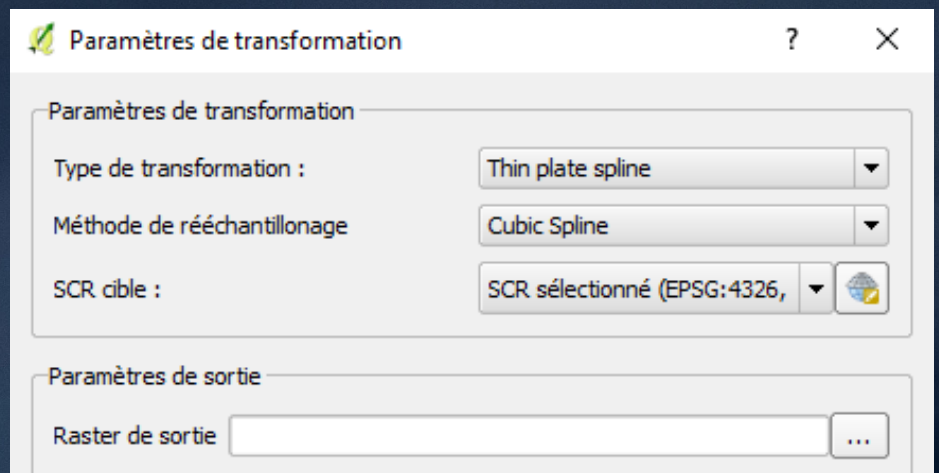 Paramètres de transformation ? X
Paramètres de transformation
Type de transformation : Thin plate spline
Méthode de rééchantillonage Cubic Spline
SCR cible : SCR sélectionné (EPSG:4326,
Paramètres de sortie
Raster de sortie ...